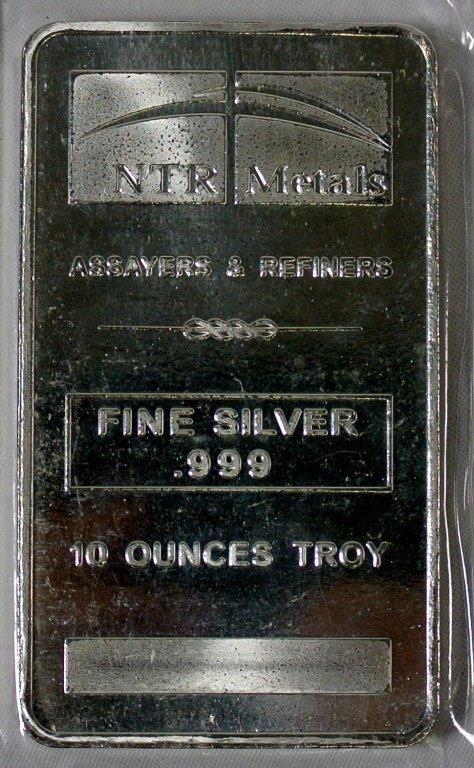 NTR Metals
ASSAYERS & REFINERS
FINE SILVER
.999
10 OUNCES TROY